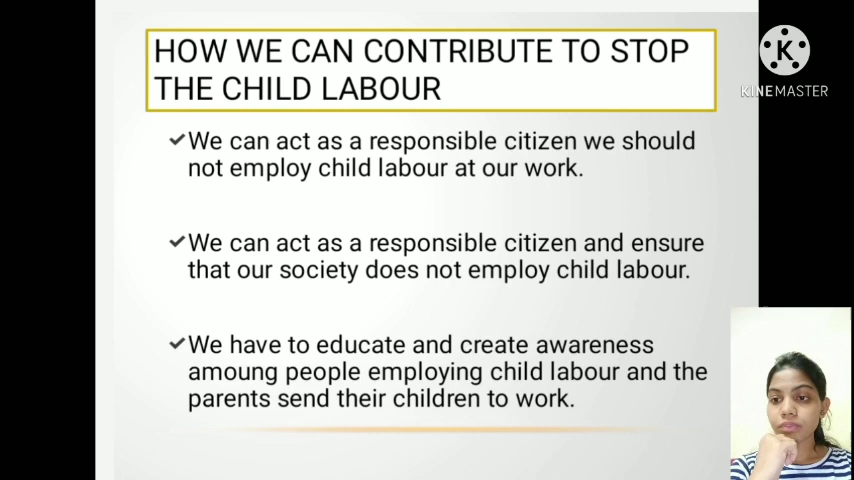 HOW WE CAN CONTRIBUTE TO STOP
THE CHILD LABOUR
✔We can act as a responsible citizen we should
not employ child labour at our work.
✔We can act as a responsible citizen and ensure
that our society does not employ child labour.
✔We have to educate and create awareness
amoung people employing child labour and the
parents send their children to work.
K
KINEMASTER